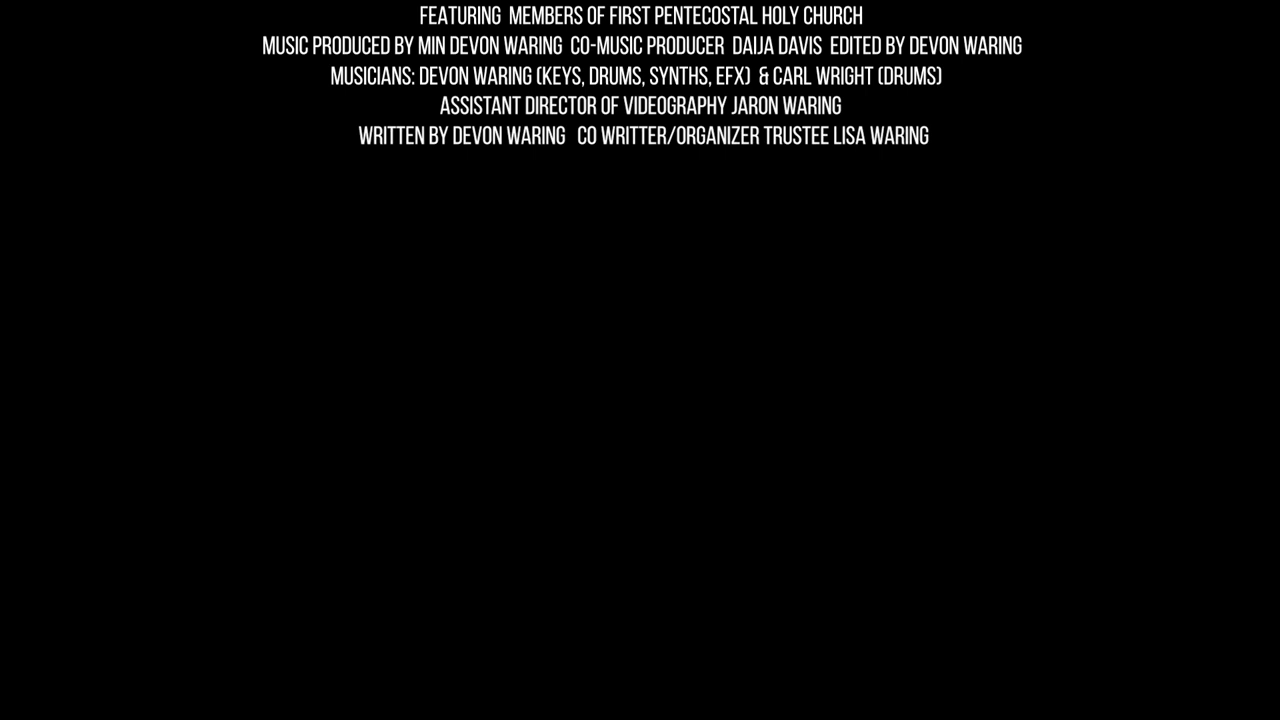 FEATURING  MEMBERS OF FIRST PENTECOSTAL HOLY CHURCH
MUSIC PRODUCED BY MIN DEVON WARING  CO-MUSIC PRODUCER  DAIJA DAVIS  EDITED BY DEVON WARING
MUSICIANS: DEVON WARING (KEYS, DRUMS, SYNTHS, EFX)  & CARL WRIGHT (DRUMS)
ASSISTANT DIRECTOR OF VIDEOGRAPHY JARON WARING
WRITTEN BY DEVON WARING   CO WRITTER/ORGANIZER TRUSTEE LISA WARING